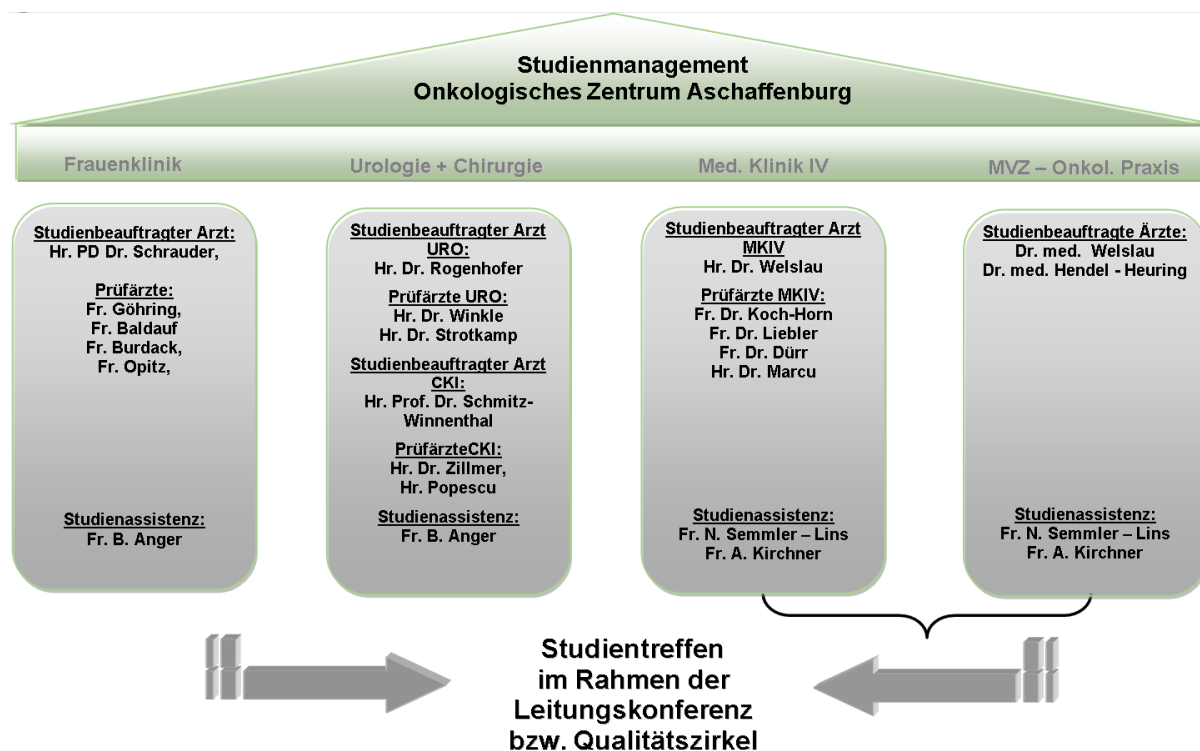 Studienmanagement
Onkologisches Zentrum Aschaffenburg
Frauenklinik
Urologie + Chirurgie
Med. Klinik IV
MVZ – Onkol. Praxis
Studienbeauftragter Arzt:
Hr. PD Dr. Schrauder,
Prüfärzte:
Fr. Göhring,
Fr. Baldauf
Fr. Burdack,
Fr. Opitz,
Studienassistenz:
Fr. B. Anger
Studienbeauftragter Arzt
URO:
Hr. Dr. Rogenhofer
Prüfärzte URO:
Hr. Dr. Winkle
Hr. Dr. Strotkamp
Studienbeauftragter Arzt
CKI:
Hr. Prof. Dr. Schmitz-
Winnenthal
PrüfärzteCKI:
Hr. Dr. Zillmer,
Hr. Popescu
Studienassistenz:
Fr. B. Anger
Studienbeauftragter Arzt
MKIV
Hr. Dr. Welslau
Prüfärzte MKIV:
Fr. Dr. Koch-Horn
Fr. Dr. Liebler
Fr. Dr. Dürr
Hr. Dr. Marcu
Studienassistenz:
Fr. N. Semmler – Lins
Fr. A. Kirchner
Studienbeauftragte Ärzte:
Dr. med. Welslau
Dr. med. Hendel - Heuring
Studienassistenz:
Fr. N. Semmler – Lins
Fr. A. Kirchner
Studientreffen
im Rahmen der
Leitungskonferenz
bzw. Qualitätszirkel